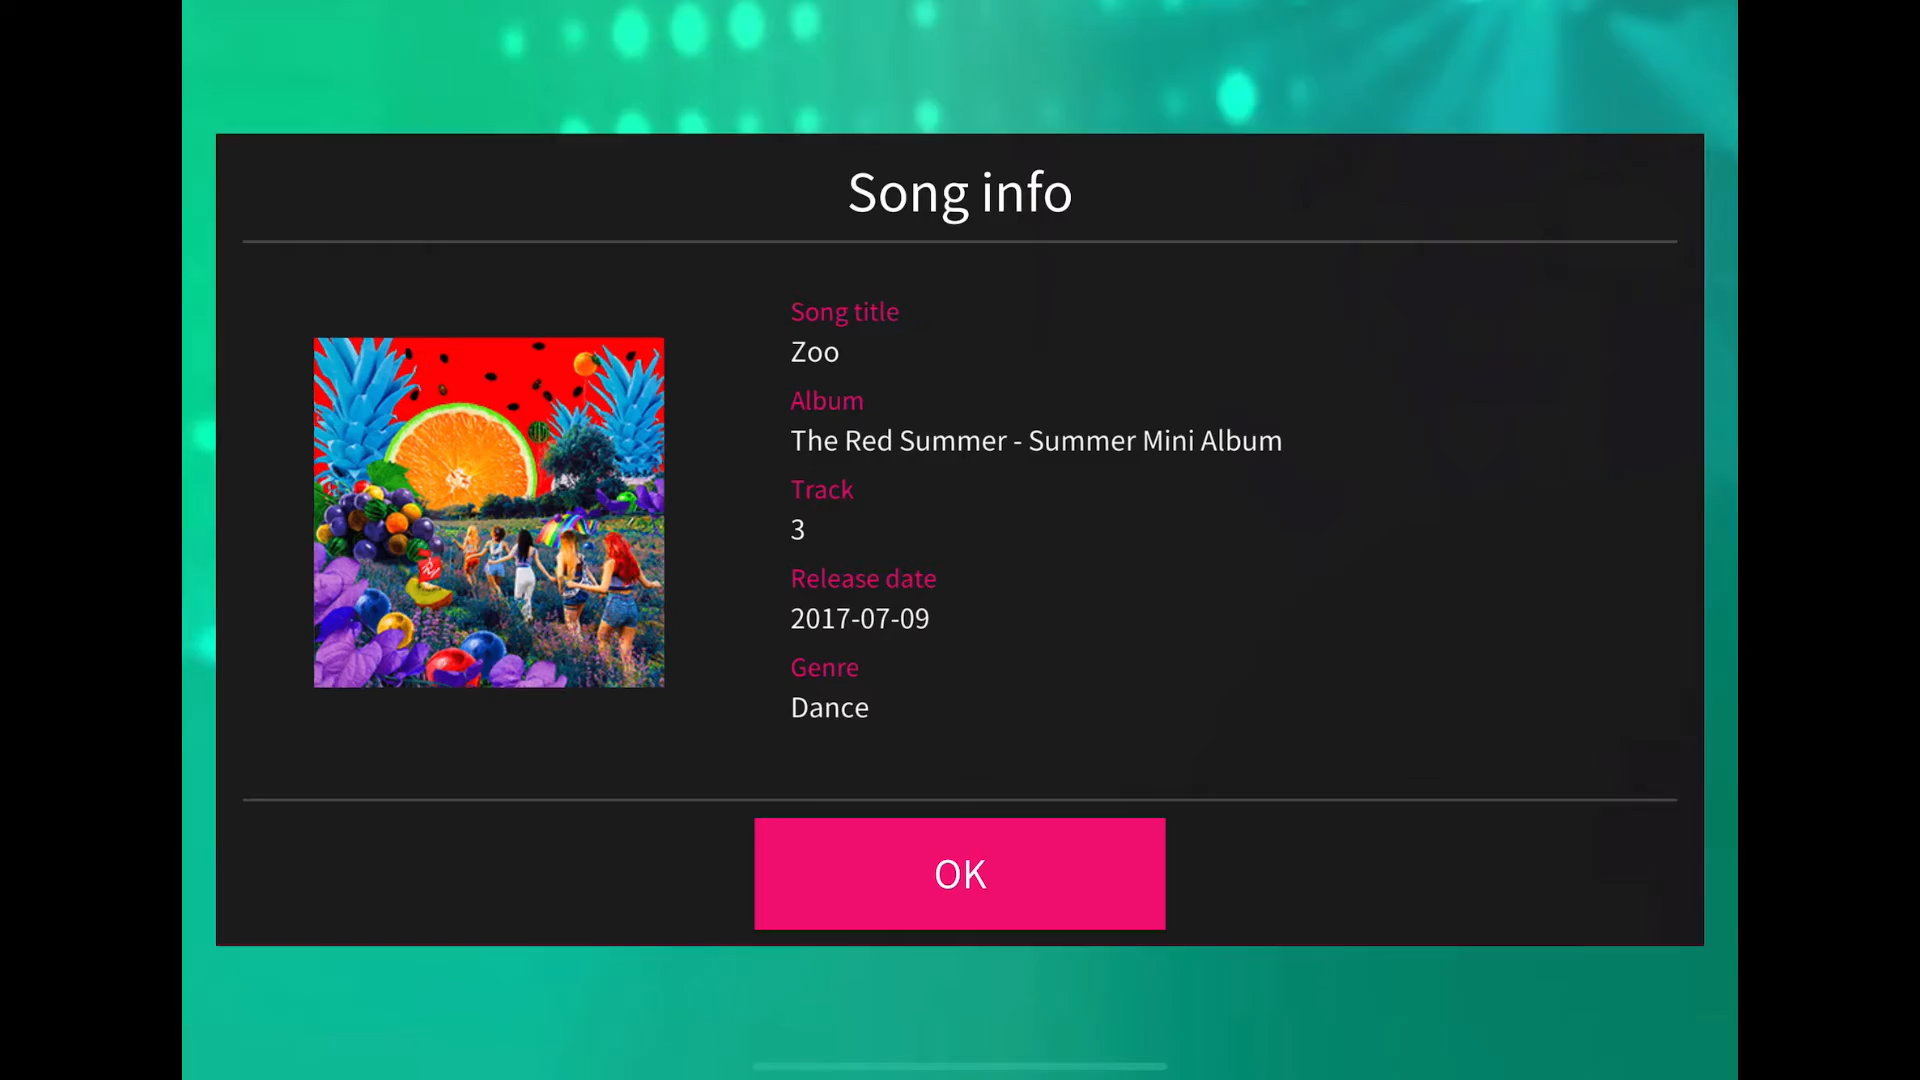 Song info
Song title
Zoo
Album
The Red Summer - Summer Mini Album
Track
3
Release date
2017-07-09
Genre
Dance
OK